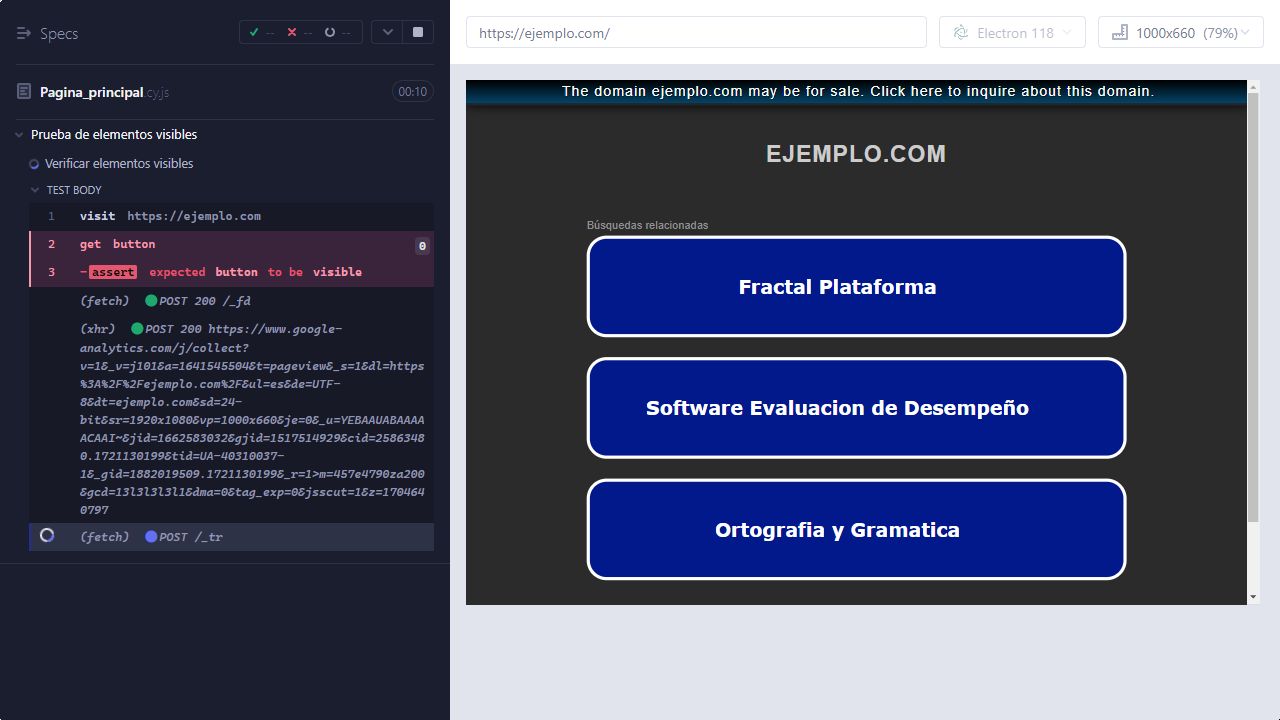 Specs
-- -- --
Pagina_principal.cy.js
00:10
Prueba de elementos visibles
Verificar elementos visibles
TEST BODY
1 visit https://ejemplo.com
2 get button 0
3 -assert expected button to be visible
(fetch) POST 200 /_fd
(xhr) POST 200 https://www.google-
analytics.com/j/collect?
v=1&_v=j101&a=1641545504&t=pageview&_s=1&dl=https
%3A%2F%2Fejemplo.com%2F&ul=es&de=UTF-
8&dt=ejemplo.com&sd=24-
bit&sr=1920x1080&vp=1000x660&je=0&_u=YEBAAUABAAAA
ACAAI~&jid=1662583032&gjid=1517514929&cid=2586348
0.1721130199&tid=UA-40310037-
1&_gid=1882019509.1721130199&_r=1>m=457e4790za200
&gcd=13l3l3l3l1&dma=0&tag_exp=0&jsscut=1&z=170464
0797
(fetch) POST /_tr
https://ejemplo.com/
Electron 118
1000x660 (79%)
The domain ejemplo.com may be for sale. Click here to inquire about this domain.
EJEMPLO.COM
Búsquedas relacionadas
Fractal Plataforma
Software Evaluacion de Desempeño
Ortografia y Gramatica